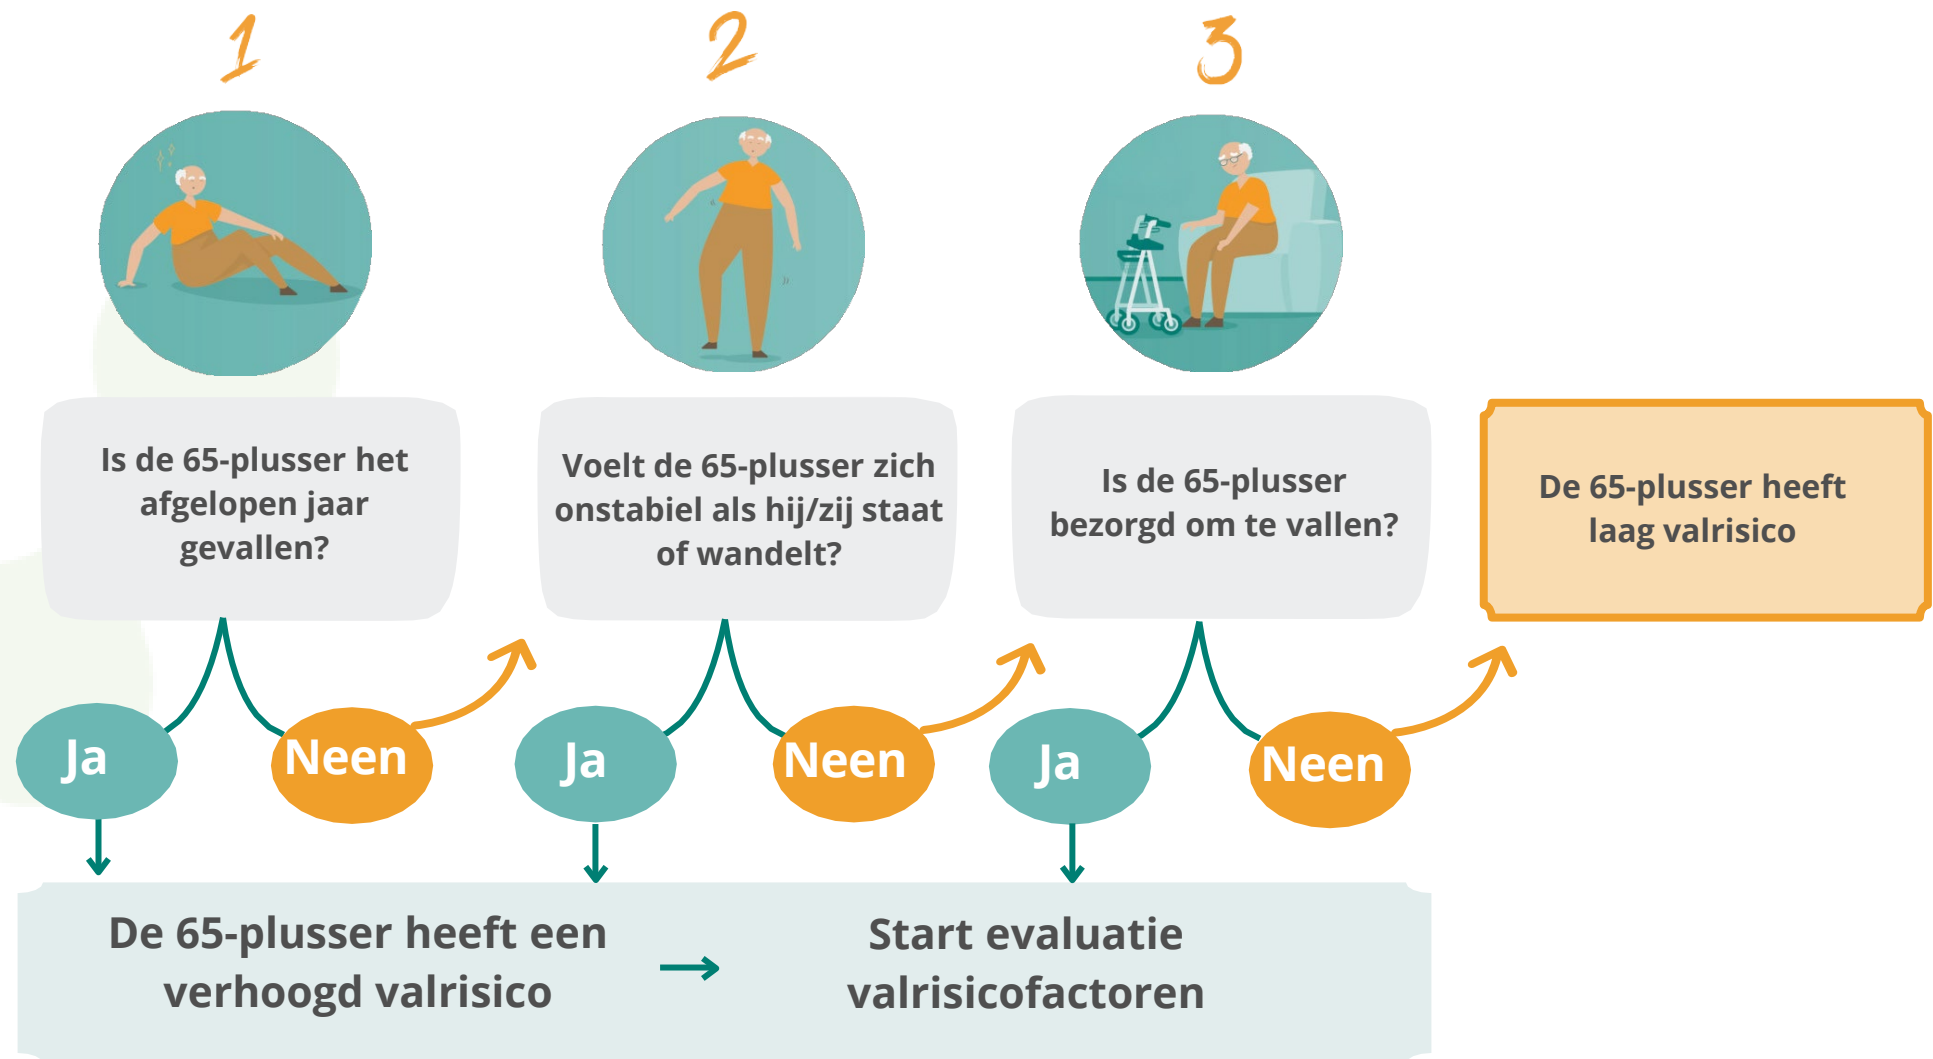 1
2
3
Is de 65-plusser het
afgelopen jaar
gevallen?
Voelt de 65-plusser zich
onstabiel als hij/zij staat
of wandelt?
Is de 65-plusser
bezorgd om te vallen?
De 65-plusser heeft
laag valrisico
Ja
Neen
Ja
Neen
Ja
Neen
De 65-plusser heeft een
verhoogd valrisico
Start evaluatie
valrisicofactoren